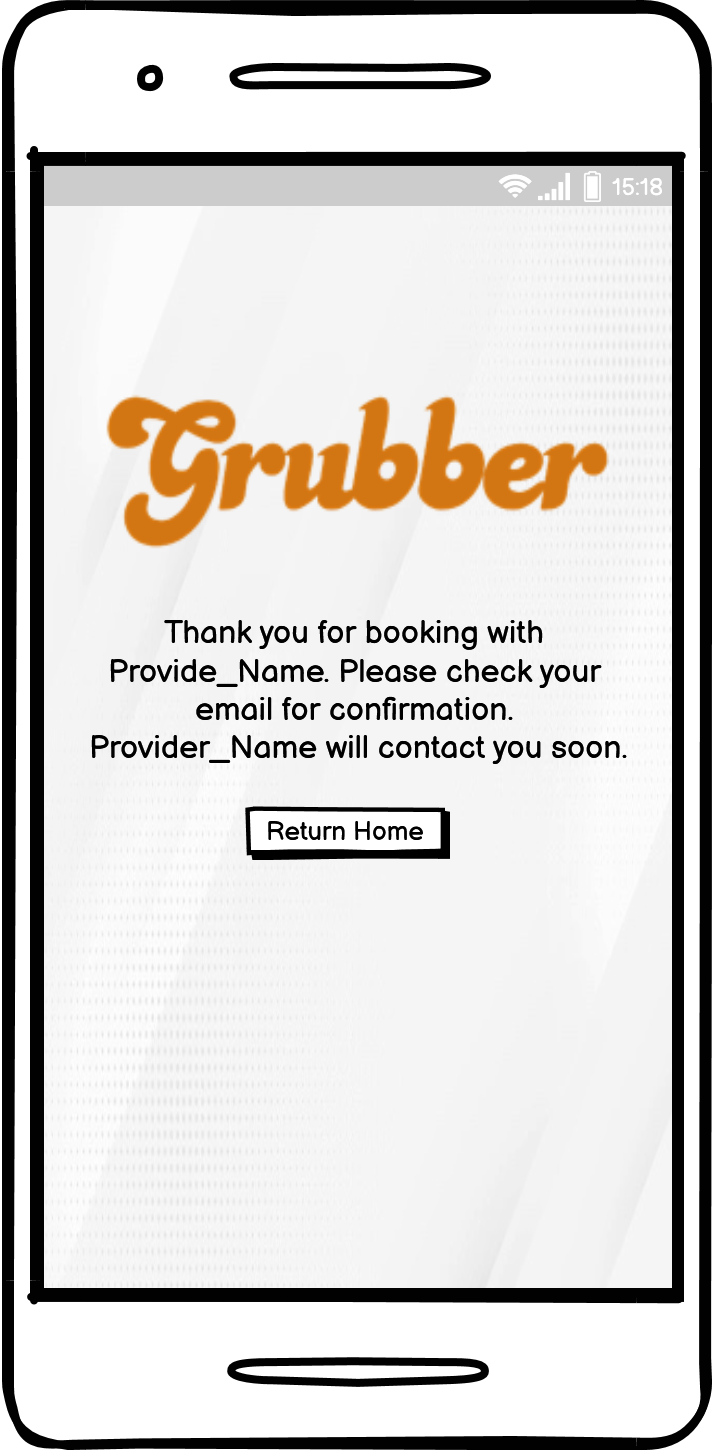 15:18
Grubber
Thank you for booking with
Provide_Name. Please check your
email for confirmation.
Provider_Name will contact you soon.
Return Home